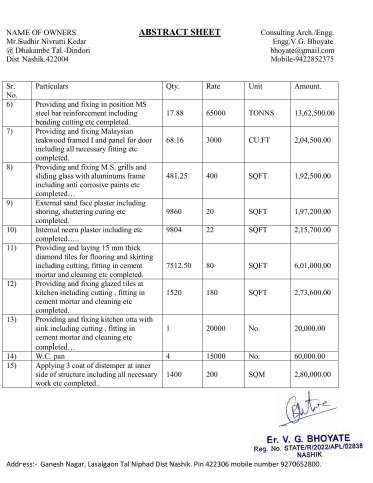 NAME OF OWNERS ABSTRACT SHEET Consulting Arch./Engg.
Mr.Sudhir Nivrutti Kedar Engg.V.G. Bhoyate
@ Dhakambe Tal.-Dindori bhoyate@gmail.com
Dist Nashik.422004 Mobile-9422852375
Sr. No. Particulars Qty. Rate Unit Amount.
6) Providing and fixing in position MS
steel bar reinforcement including 17.88 65000 TONNS 13,62,500.00
bending cutting etc completed.
7) Providing and fixing Malaysian
teakwood framed I and panel for door 68.16 3000 CU.FT 2,04,500.00
including all necessary fitting etc
completed.
8) Providing and fixing M.S. grills and
sliding glass with aluminums frame 481.25 400 SQFT 1,92,500.00
including anti corrosive paints etc
completed…
9) External sand face plaster including
shoring, shuttering curing etc 9860 20 SQFT 1,97,200.00
completed.
10) Internal neeru plaster including etc 9804 22 SQFT 2,15,700.00
completed…..
11) Providing and laying 15 mm thick
diamond tiles for flooring and skirting
including cutting, fitting in cement 7512.50 80 SQFT 6,01,000.00
mortar and cleaning etc completed.
12) Providing and fixing glazed tiles at
kitchen including cutting , fitting in 1520 180 SQFT 2,73,600.00
cement mortar and cleaning etc
completed.
13) Providing and fixing kitchen otta with
sink including cutting , fitting in 1 20000 No. 20,000.00
cement mortar and cleaning etc
completed…
14) W.C. pan 4 15000 No. 60,000.00
15) Applying 3 coat of distemper at inner
side of structure including all necessary 1400 200 SQM 2,80,000.00
work etc completed..
Er. V. G. BHOYATE
Reg. No. STATE/R/2022/APL/02838
NASHIK
Address:- Ganesh Nagar, Lasalgaon Tal Niphad Dist Nashik. Pin 422306 mobile number 9270652800.